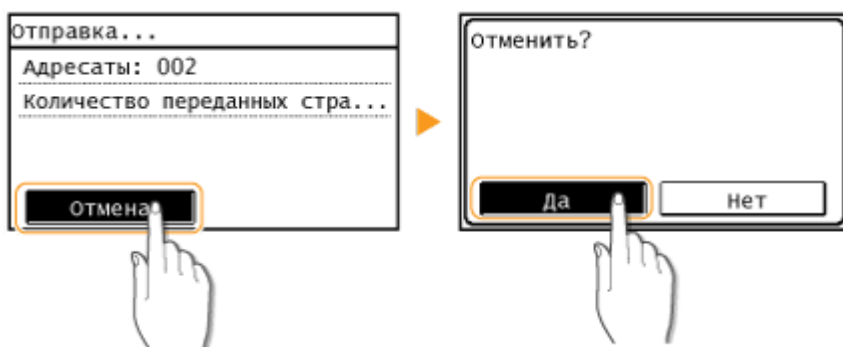 Отправка...
Адресаты: 002
Количество переданных стра...
Отмена
Отменить?
Да
Нет